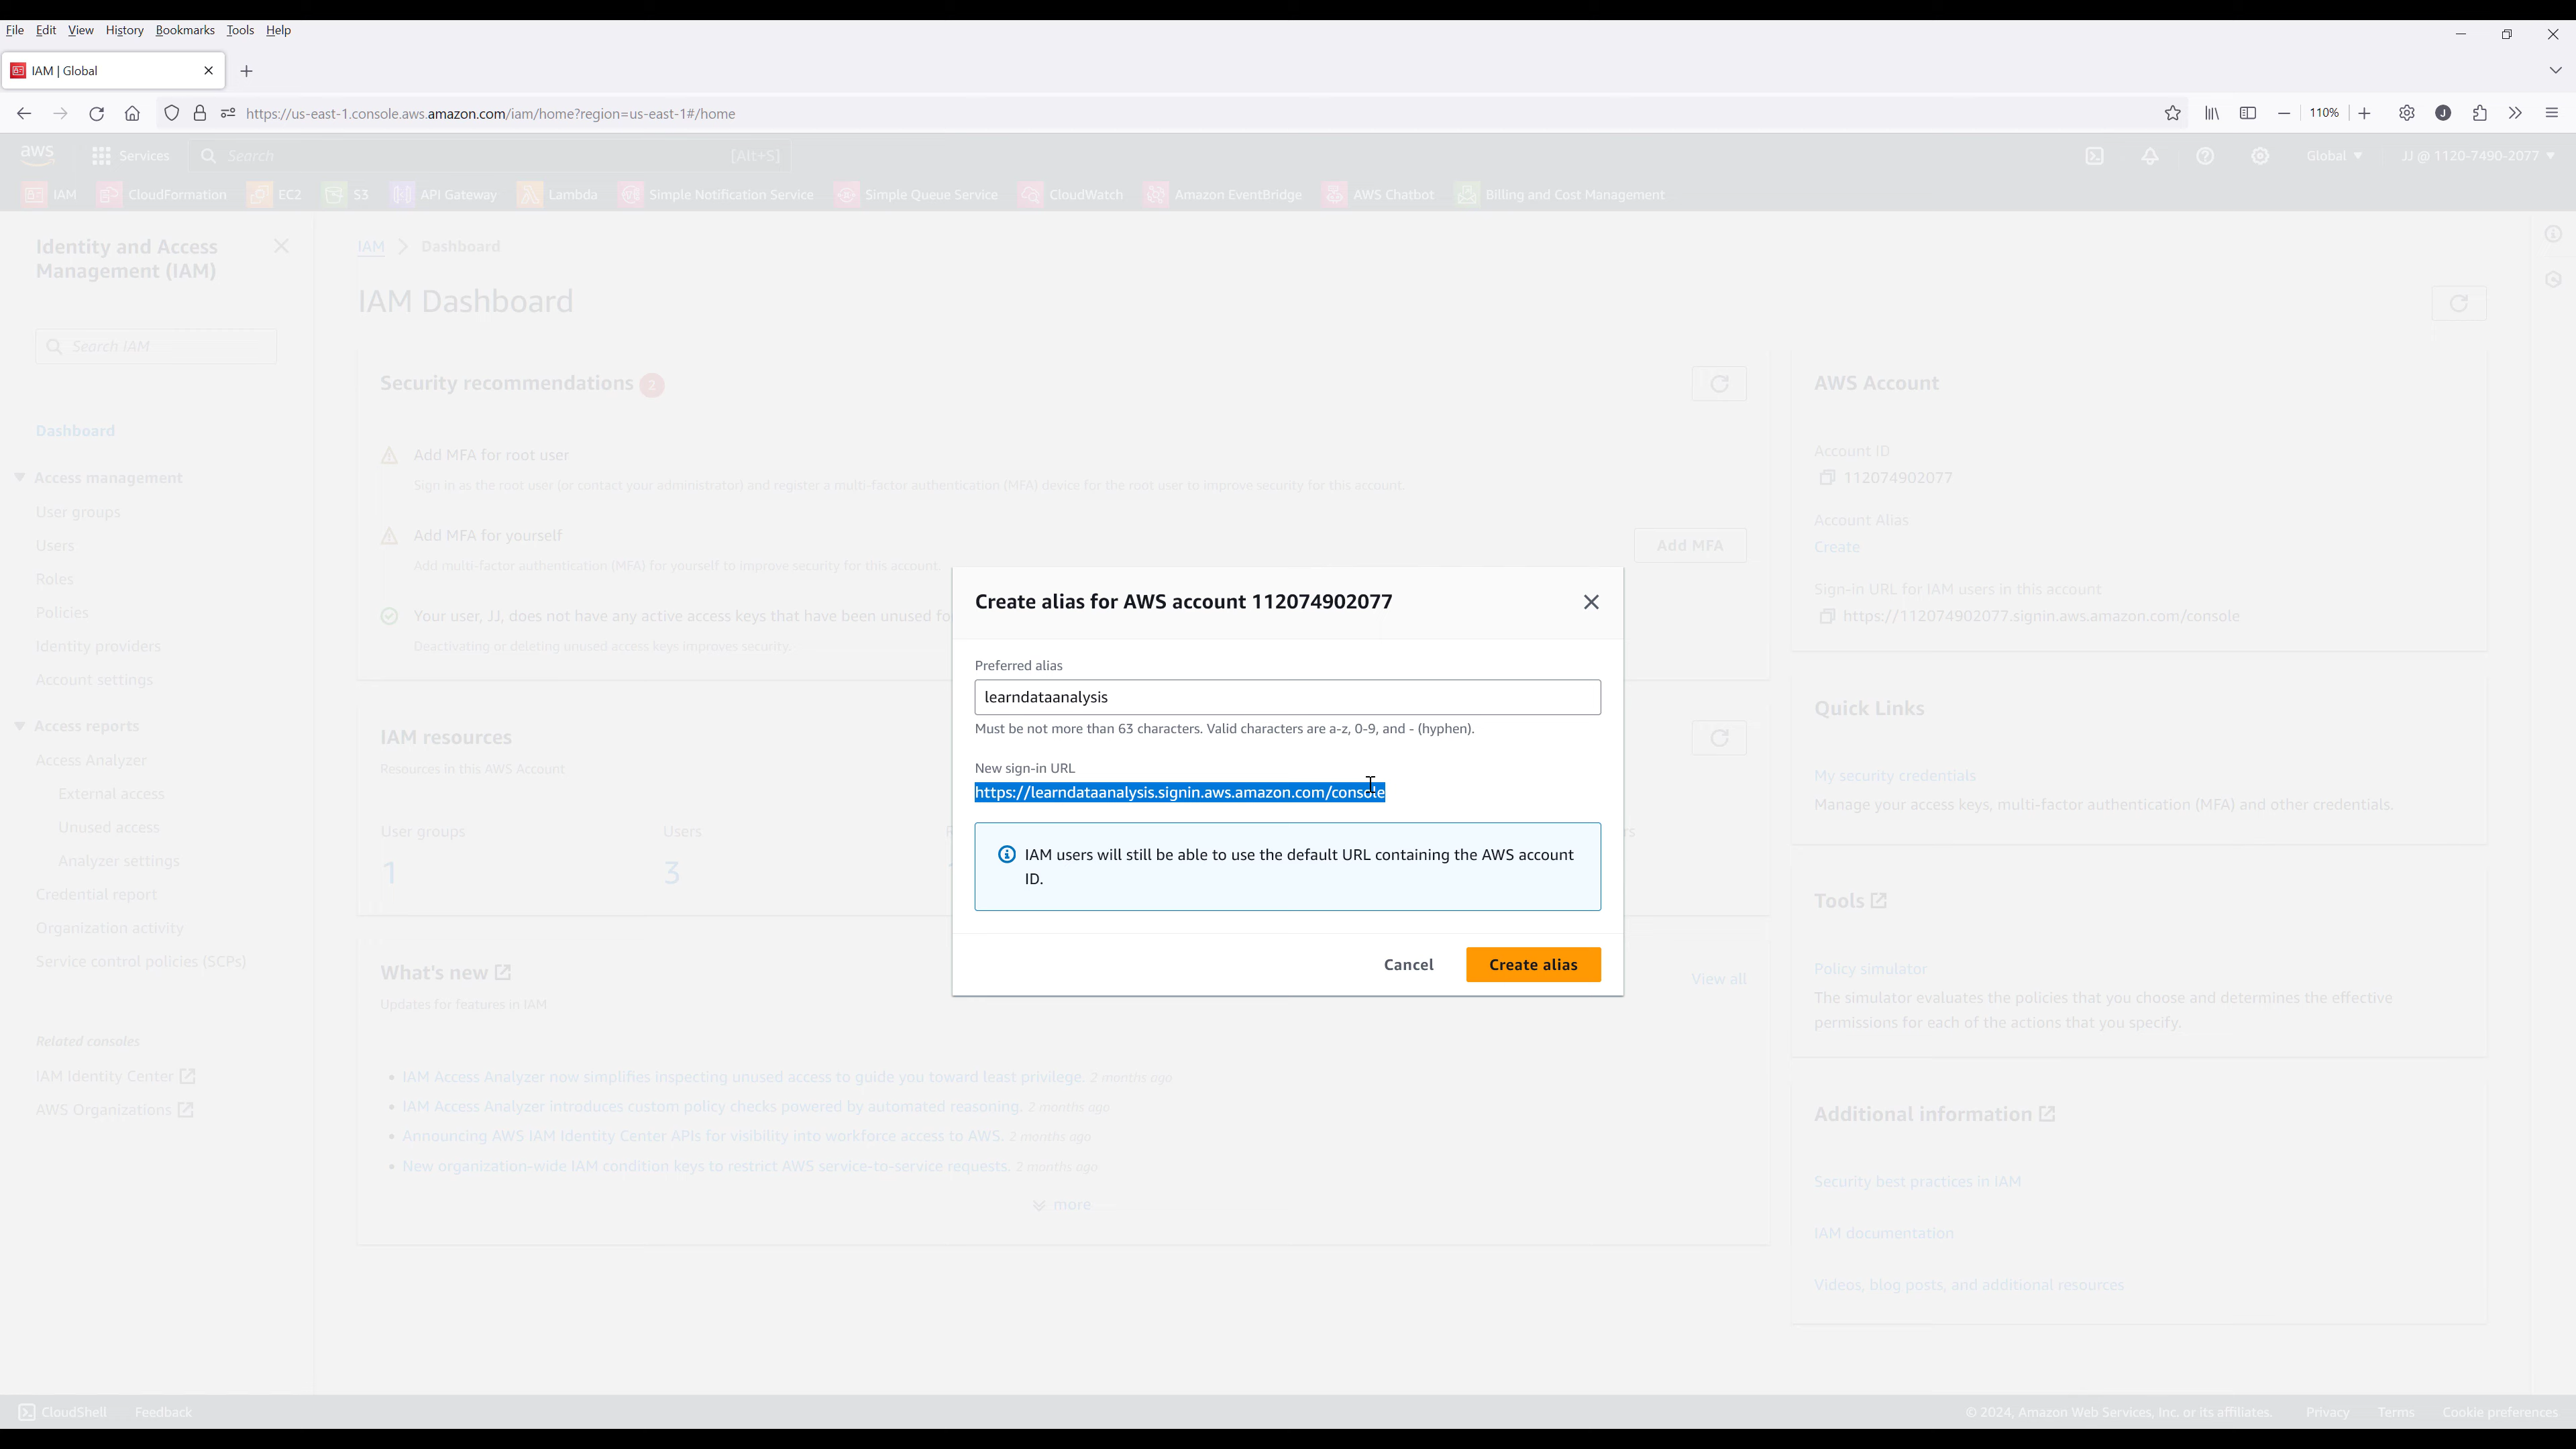 File Edit View History Bookmarks Tools Help
IAM | Global
https://us-east-1.console.aws.amazon.com/iam/home?region=us-east-1#/home
110%
J
aws
Services
Search
[Alt+S]
Global
JJ @ 1120-7490-2077
IAM
CloudFormation
EC2
S3
API Gateway
Lambda
Simple Notification Service
Simple Queue Service
CloudWatch
Amazon EventBridge
AWS Chatbot
Billing and Cost Management
Identity and Access
Management (IAM)
Search IAM
Dashboard
Access management
User groups
Users
Roles
Policies
Identity providers
Account settings
Access reports
Access Analyzer
External access
Unused access
Analyzer settings
Credential report
Organization activity
Service control policies (SCPs)
Related consoles
IAM Identity Center
AWS Organizations
IAM
Dashboard
IAM Dashboard
Security recommendations 2
Add MFA for root user
Sign in as the root user (or contact your administrator) and register a multi-factor authentication (MFA) device for the root user to improve security for this account.
Add MFA for yourself
Add multi-factor authentication (MFA) for yourself to improve security for this account.
Add MFA
Your user, JJ, does not have any active access keys that have been unused fo
Deactivating or deleting unused access keys improves security.
IAM resources
Resources in this AWS Account
User groups
1
Users
3
What's new
View all
Updates for features in IAM
• IAM Access Analyzer now simplifies inspecting unused access to guide you toward least privilege. 2 months ago
• IAM Access Analyzer introduces custom policy checks powered by automated reasoning. 2 months ago
• Announcing AWS IAM Identity Center APIs for visibility into workforce access to AWS. 2 months ago
• New organization-wide IAM condition keys to restrict AWS service-to-service requests. 2 months ago
more
Create alias for AWS account 112074902077
Preferred alias
learndataanalysis
Must be not more than 63 characters. Valid characters are a-z, 0-9, and - (hyphen).
New sign-in URL
https://learndataanalysis.signin.aws.amazon.com/console
IAM users will still be able to use the default URL containing the AWS account
ID.
Cancel
Create alias
AWS Account
Account ID
112074902077
Account Alias
Create
Sign-in URL for IAM users in this account
https://112074902077.signin.aws.amazon.com/console
Quick Links
My security credentials
Manage your access keys, multi-factor authentication (MFA) and other credentials.
Tools
Policy simulator
The simulator evaluates the policies that you choose and determines the effective
permissions for each of the actions that you specify.
Additional information
Security best practices in IAM
IAM documentation
Videos, blog posts, and additional resources
CloudShell
Feedback
© 2024, Amazon Web Services, Inc. or its affiliates.
Privacy
Terms
Cookie preferences